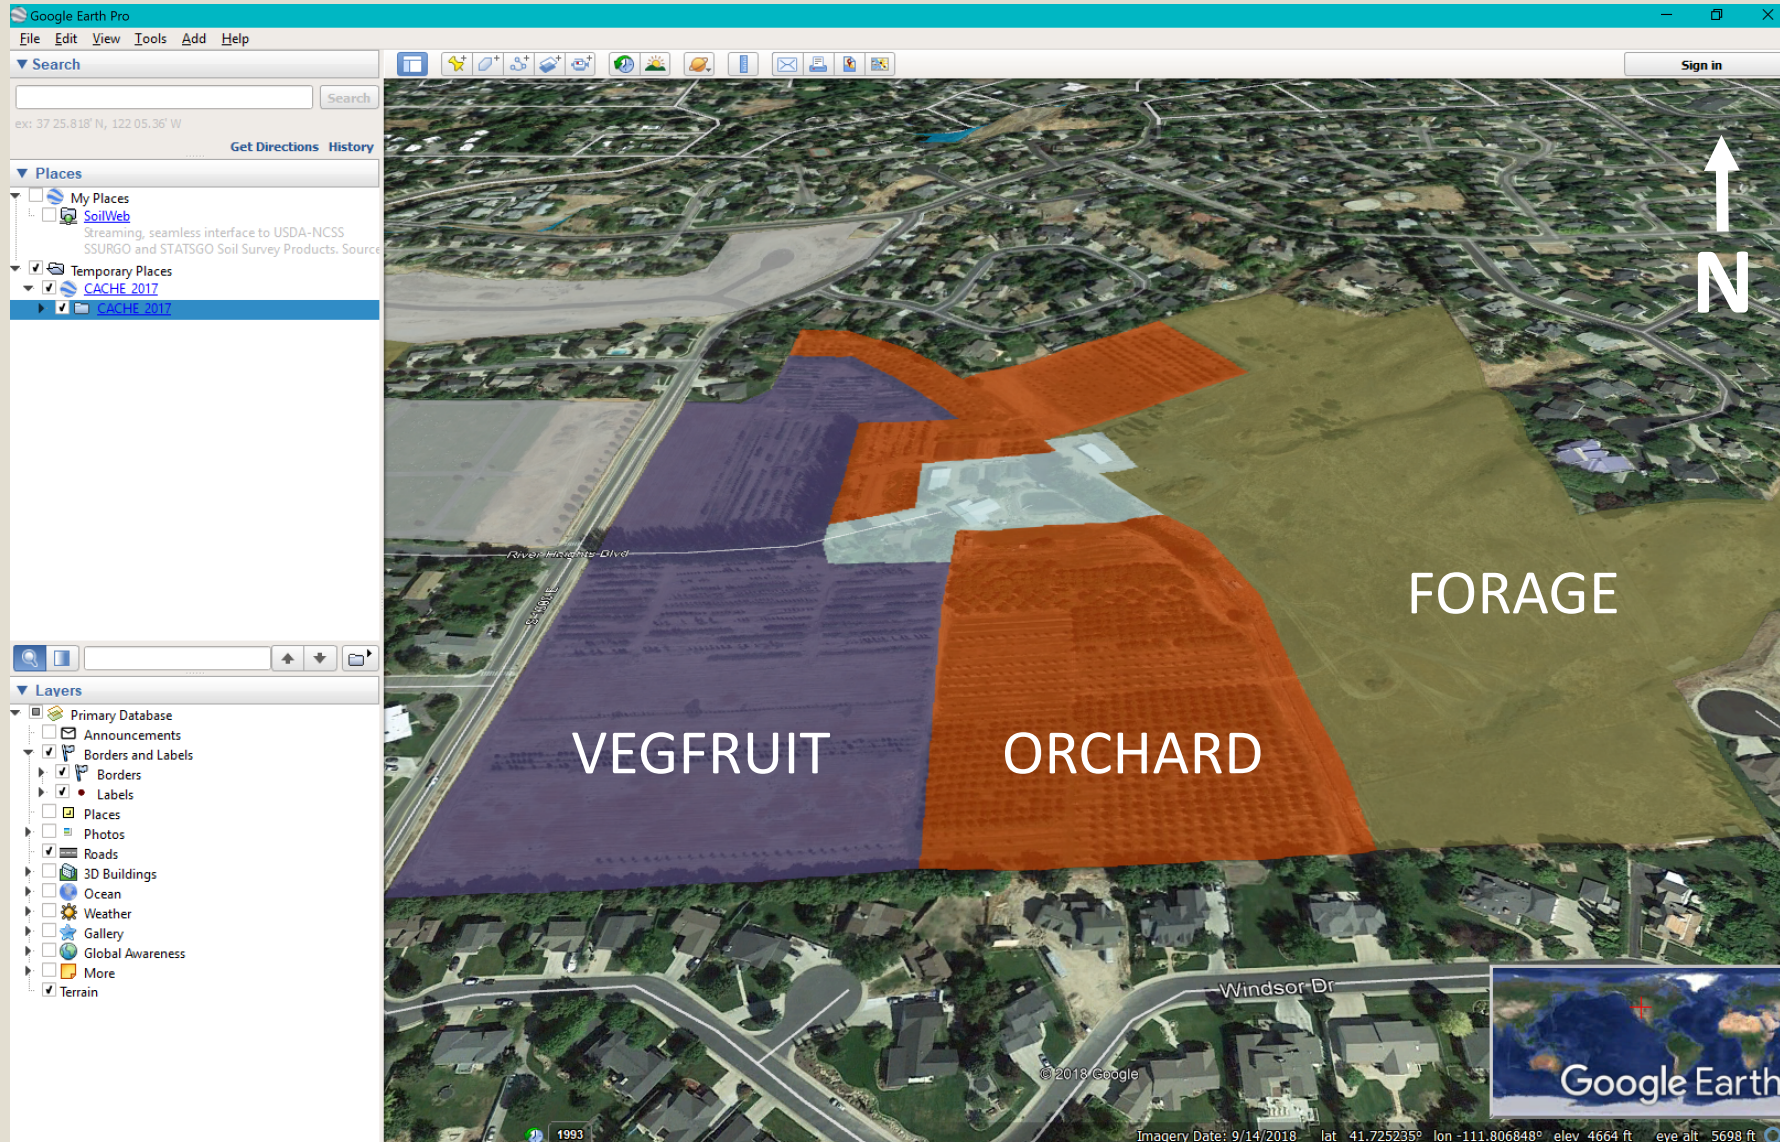 Google Earth Pro
File Edit View Tools Add Help
Search
Search
ex: 37 25.818' N, 122 05.36' W
Get Directions History
Places
My Places
SoilWeb
Streaming, seamless interface to USDA-NCSS
SSURGO and STATSGO Soil Survey Products. Source
Temporary Places
CACHE 2017
CACHE 2017
Layers
Primary Database
Announcements
Borders and Labels
Borders
Labels
Places
Photos
Roads
3D Buildings
Ocean
Weather
Gallery
Global Awareness
More
Terrain
Sign in
N
River Heights Blvd
FORAGE
VEGFRUIT
ORCHARD
Windsor Dr
© 2018 Google
Google Earth
1993
Imagery Date: 9/14/2018 lat 41.725235° lon -111.806848° elev 4664 ft eye alt 5698 ft